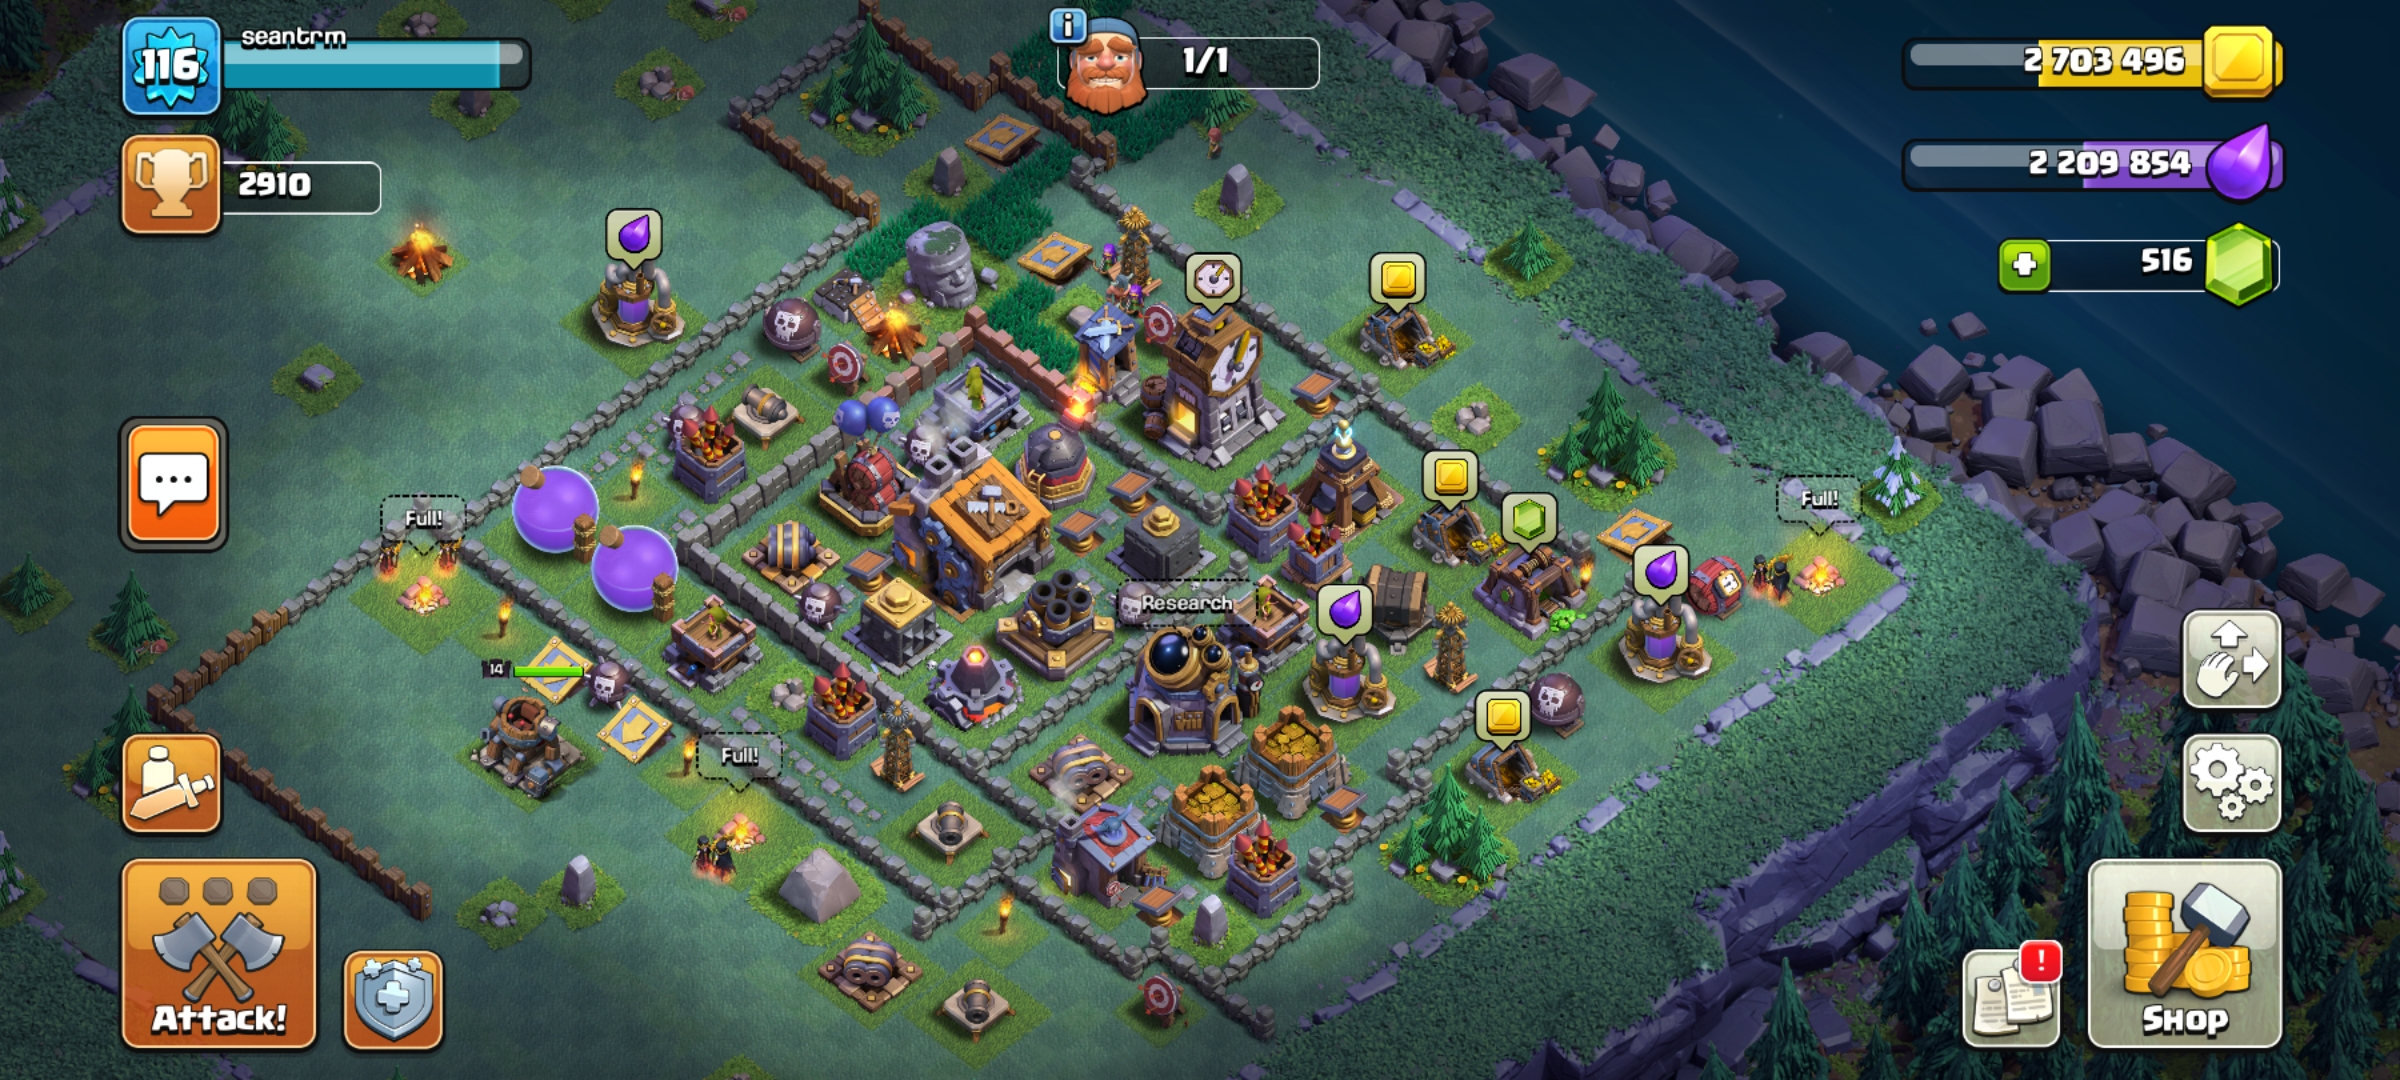 116
seantrm
i
1/1
2 703 496
2910
2 209 854
516
Full!
Full!
Research
14
Full!
VII
Attack!
!
Shop